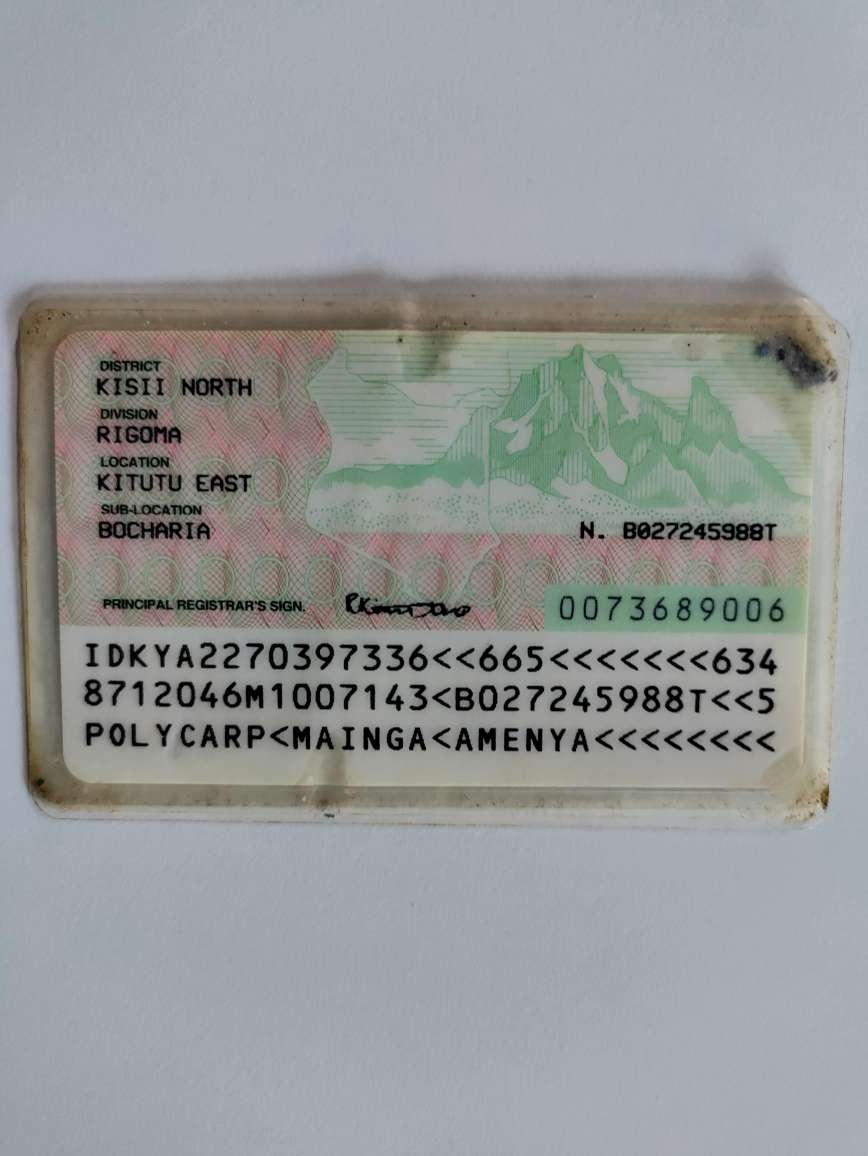 DISTRICT
KISII NORTH
DIVISION
RIGOMA
LOCATION
KITUTU EAST
SUB-LOCATION
BOCHARIA
N. B027245988T
PRINCIPAL REGISTRAR'S SIGN.
0073689006
IDKYA2270397336<<665<<<<<<<634
8712046M1007143<B027245988T<<5
POLYCARP<MAINGA<AMENYA<<<<<<<<